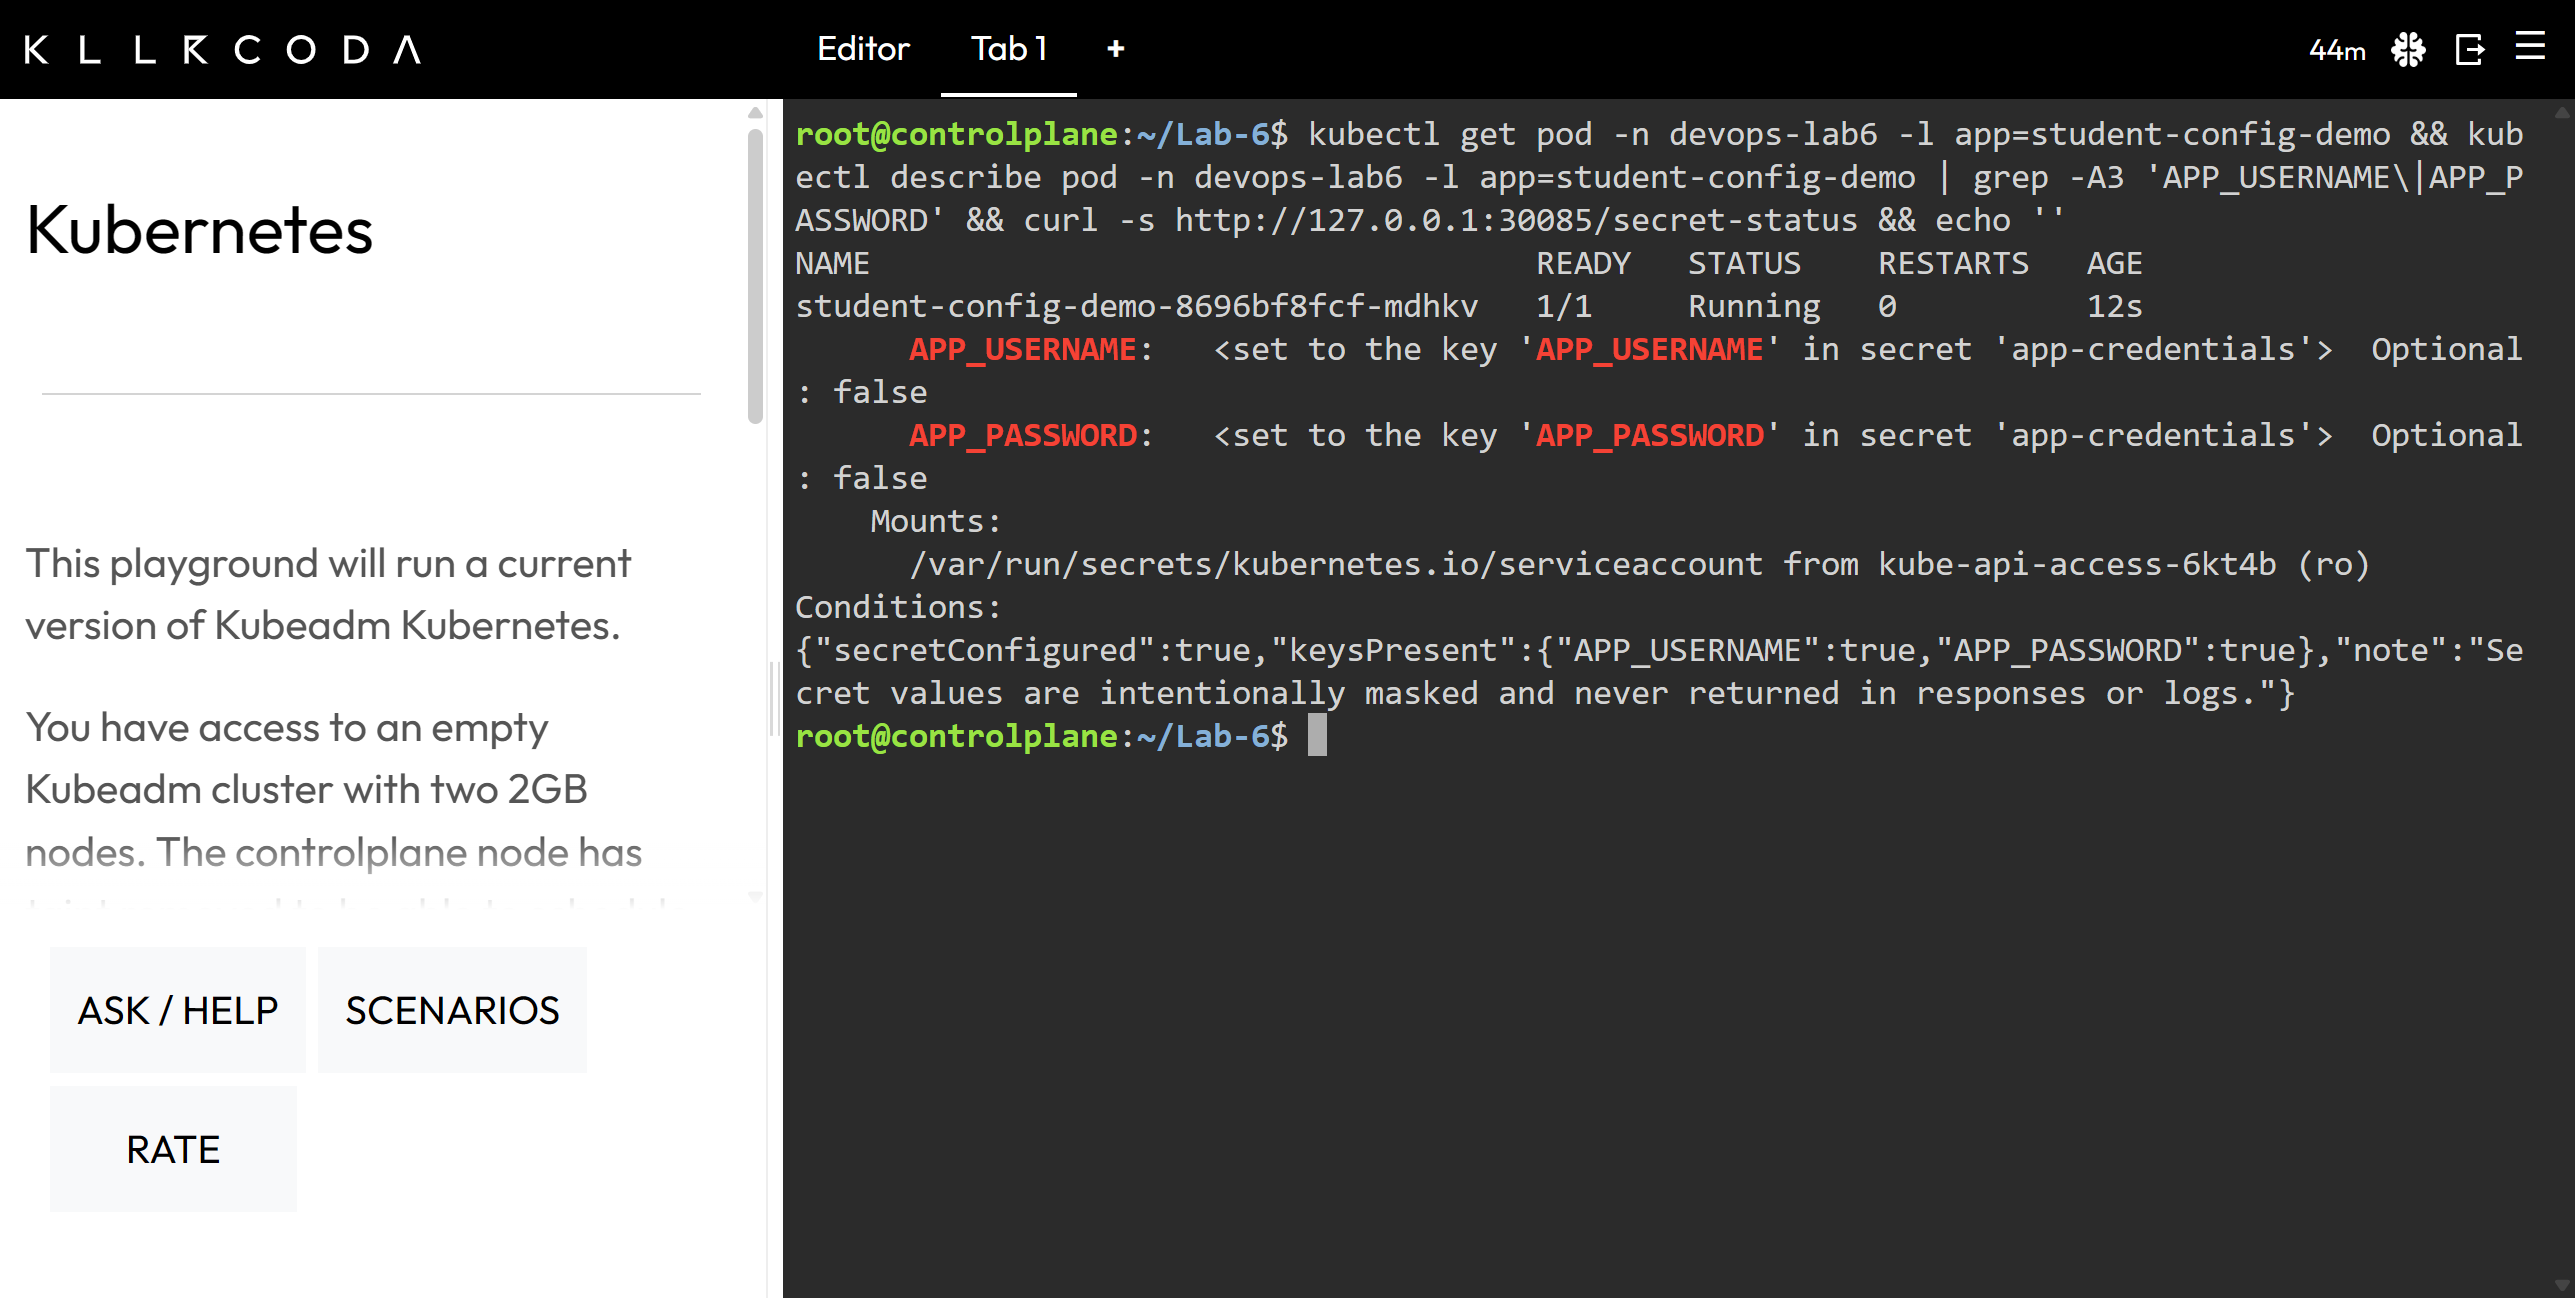 KILLERCODA
Editor
Tab 1
+
44m
Kubernetes
This playground will run a current
version of Kubeadm Kubernetes.
You have access to an empty
Kubeadm cluster with two 2GB
nodes. The controlplane node has
ASK / HELP
SCENARIOS
RATE
root@controlplane:~/Lab-6$ kubectl get pod -n devops-lab6 -l app=student-config-demo && kub
ectl describe pod -n devops-lab6 -l app=student-config-demo | grep -A3 'APP_USERNAME\|APP_P
ASSWORD' && curl -s http://127.0.0.1:30085/secret-status && echo ''
NAME READY STATUS RESTARTS AGE
student-config-demo-8696bf8fcf-mdhkv 1/1 Running 0 12s
APP_USERNAME: <set to the key 'APP_USERNAME' in secret 'app-credentials'> Optional
: false
APP_PASSWORD: <set to the key 'APP_PASSWORD' in secret 'app-credentials'> Optional
: false
Mounts:
/var/run/secrets/kubernetes.io/serviceaccount from kube-api-access-6kt4b (ro)
Conditions:
{"secretConfigured":true,"keysPresent":{"APP_USERNAME":true,"APP_PASSWORD":true},"note":"Se
cret values are intentionally masked and never returned in responses or logs."}
root@controlplane:~/Lab-6$